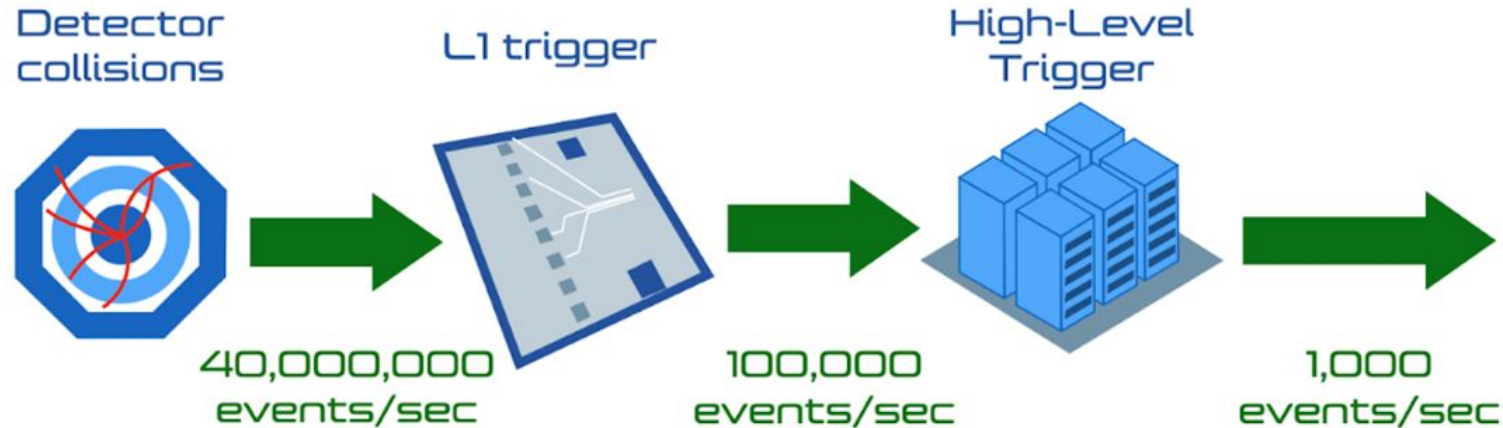 Detector
collisions
L1 trigger
High-Level
Trigger
40,000,000
events/sec
100,000
events/sec
1,000
events/sec